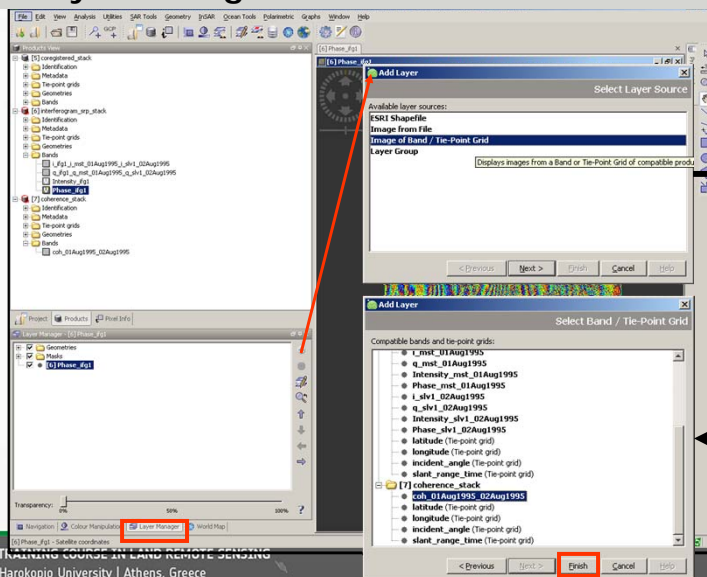 File Edit View Analysis Utilities SAR Tools Geometry InSAR Ocean Tools Polarimetric Graphs Window Help
GCP
Products View
[5] coregistered_stack
Identification
Metadata
Tie-point grids
Geometries
Bands
[6] interferogram_srp_stack
Identification
Metadata
Tie-point grids
Geometries
Bands
i_ifg1_i_mst_01Aug1995_i_slv1_02Aug1995
q_ifg1_q_mst_01Aug1995_q_slv1_02Aug1995
Intensity_ifg1
Phase_ifg1
[7] coherence_stack
Identification
Metadata
Tie-point grids
Geometries
Bands
coh_01Aug1995_02Aug1995
Project Products Pixel Info
Layer Manager - [6] Phase_ifg1
Geometries
Masks
[6] Phase_ifg1
Transparency:
0% 50% 100%
Navigation Colour Manipulation Layer Manager World Map
[6] Phase_ifg1 - Satellite coordinates
[6] Phase_ifg1
[6] Phase_ifg1
Add Layer
Select Layer Source
Available layer sources:
ESRI Shapefile
Image from File
Image of Band / Tie-Point Grid
Layer Group
Displays images from a Band or Tie-Point Grid of compatible produ
< Previous Next > Finish Cancel Help
Add Layer
Select Band / Tie-Point Grid
Compatible bands and tie-point grids:
i_mst_01Aug1995
q_mst_01Aug1995
Intensity_mst_01Aug1995
Phase_mst_01Aug1995
i_slv1_02Aug1995
q_slv1_02Aug1995
Intensity_slv1_02Aug1995
Phase_slv1_02Aug1995
latitude (Tie-point grid)
longitude (Tie-point grid)
incident_angle (Tie-point grid)
slant_range_time (Tie-point grid)
[7] coherence_stack
coh_01Aug1995_02Aug1995
latitude (Tie-point grid)
longitude (Tie-point grid)
incident_angle (Tie-point grid)
slant_range_time (Tie-point grid)
< Previous Next > Finish Cancel Help
TRAINING COURSE IN LAND REMOTE SENSING
Harokopio University | Athens, Greece